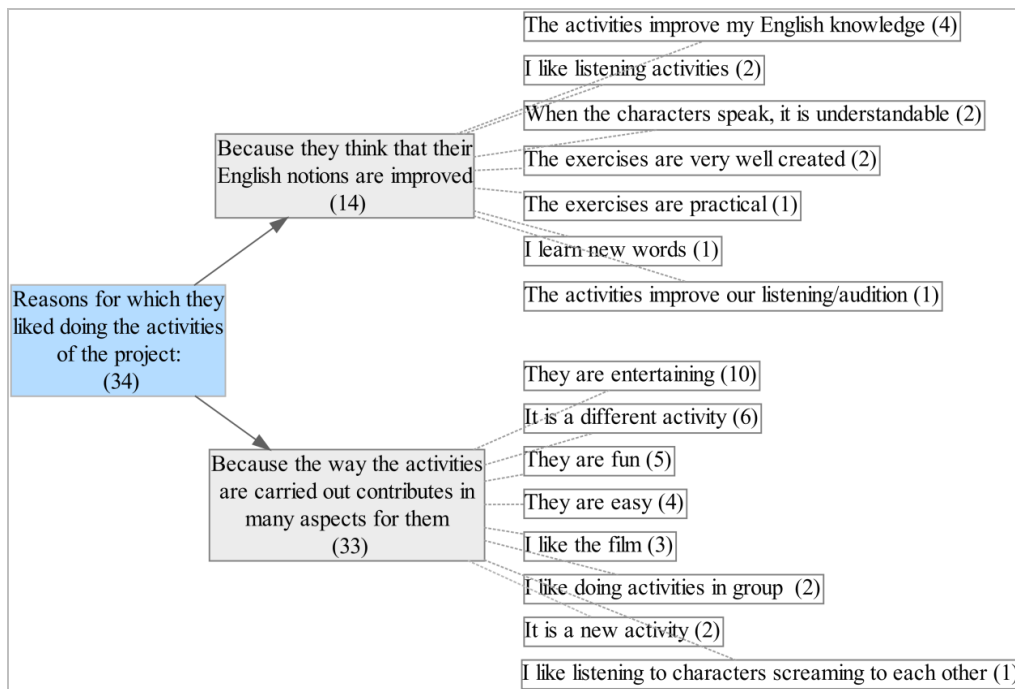 Reasons for which they
liked doing the activities
of the project:
(34)
Because they think that their
English notions are improved
(14)
The activities improve my English knowledge (4)
I like listening activities (2)
When the characters speak, it is understandable (2)
The exercises are very well created (2)
The exercises are practical (1)
I learn new words (1)
The activities improve our listening/audition (1)
Because the way the activities
are carried out contributes in
many aspects for them
(33)
They are entertaining (10)
It is a different activity (6)
They are fun (5)
They are easy (4)
I like the film (3)
I like doing activities in group (2)
It is a new activity (2)
I like listening to characters screaming to each other (1)